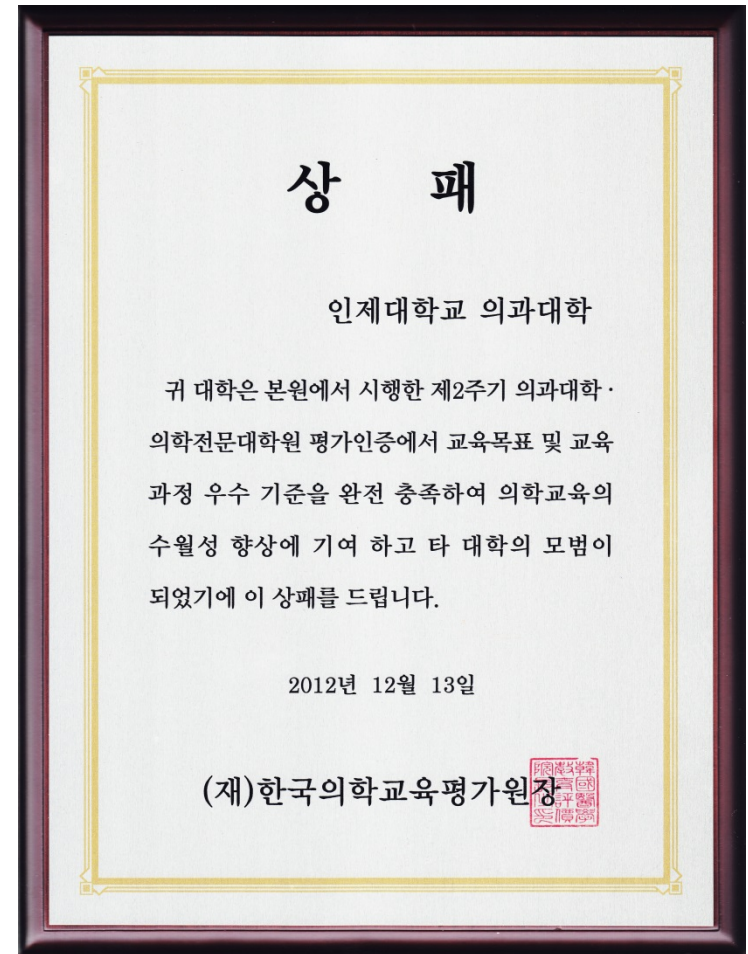 상 패
인제대학교 의과대학
귀 대학은 본원에서 시행한 제2주기 의과대학·
의학전문대학원 평가인증에서 교육목표 및 교육
과정 우수 기준을 완전 충족하여 의학교육의
수월성 향상에 기여 하고 타 대학의 모범이
되었기에 이 상패를 드립니다.
2012년 12월 13일
(재)한국의학교육평가원장